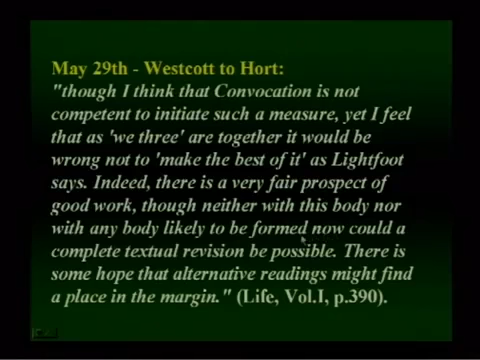 May 29th - Westcott to Hort:
"though I think that Convocation is not
competent to initiate such a measure, yet I feel
that as 'we three' are together it would be
wrong not to 'make the best of it' as Lightfoot
says. Indeed, there is a very fair prospect of
good work, though neither with this body nor
with any body likely to be formed now could a
complete textual revision be possible. There is
some hope that alternative readings might find
a place in the margin." (Life, Vol.I, p.390).